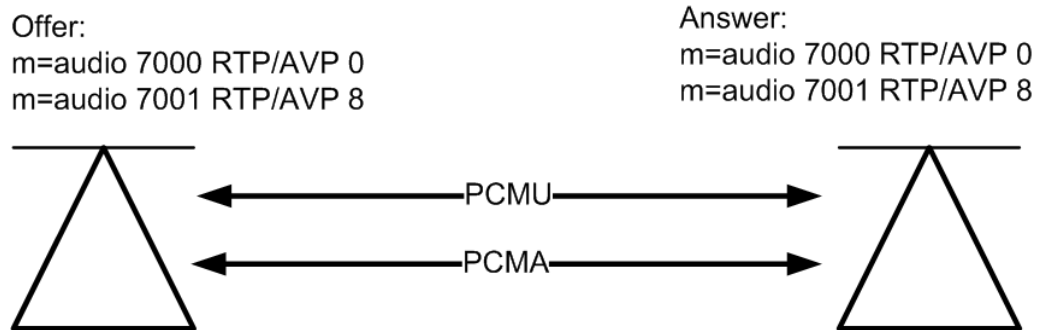 Offer:
m=audio 7000 RTP/AVP 0
m=audio 7001 RTP/AVP 8
Answer:
m=audio 7000 RTP/AVP 0
m=audio 7001 RTP/AVP 8
PCMU
PCMA